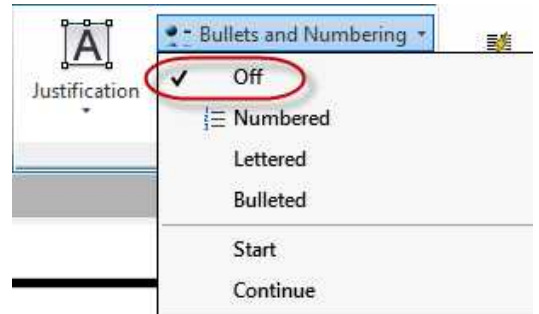 Bullets and Numbering
A
Justification
Off
Numbered
Lettered
Bulleted
Start
Continue